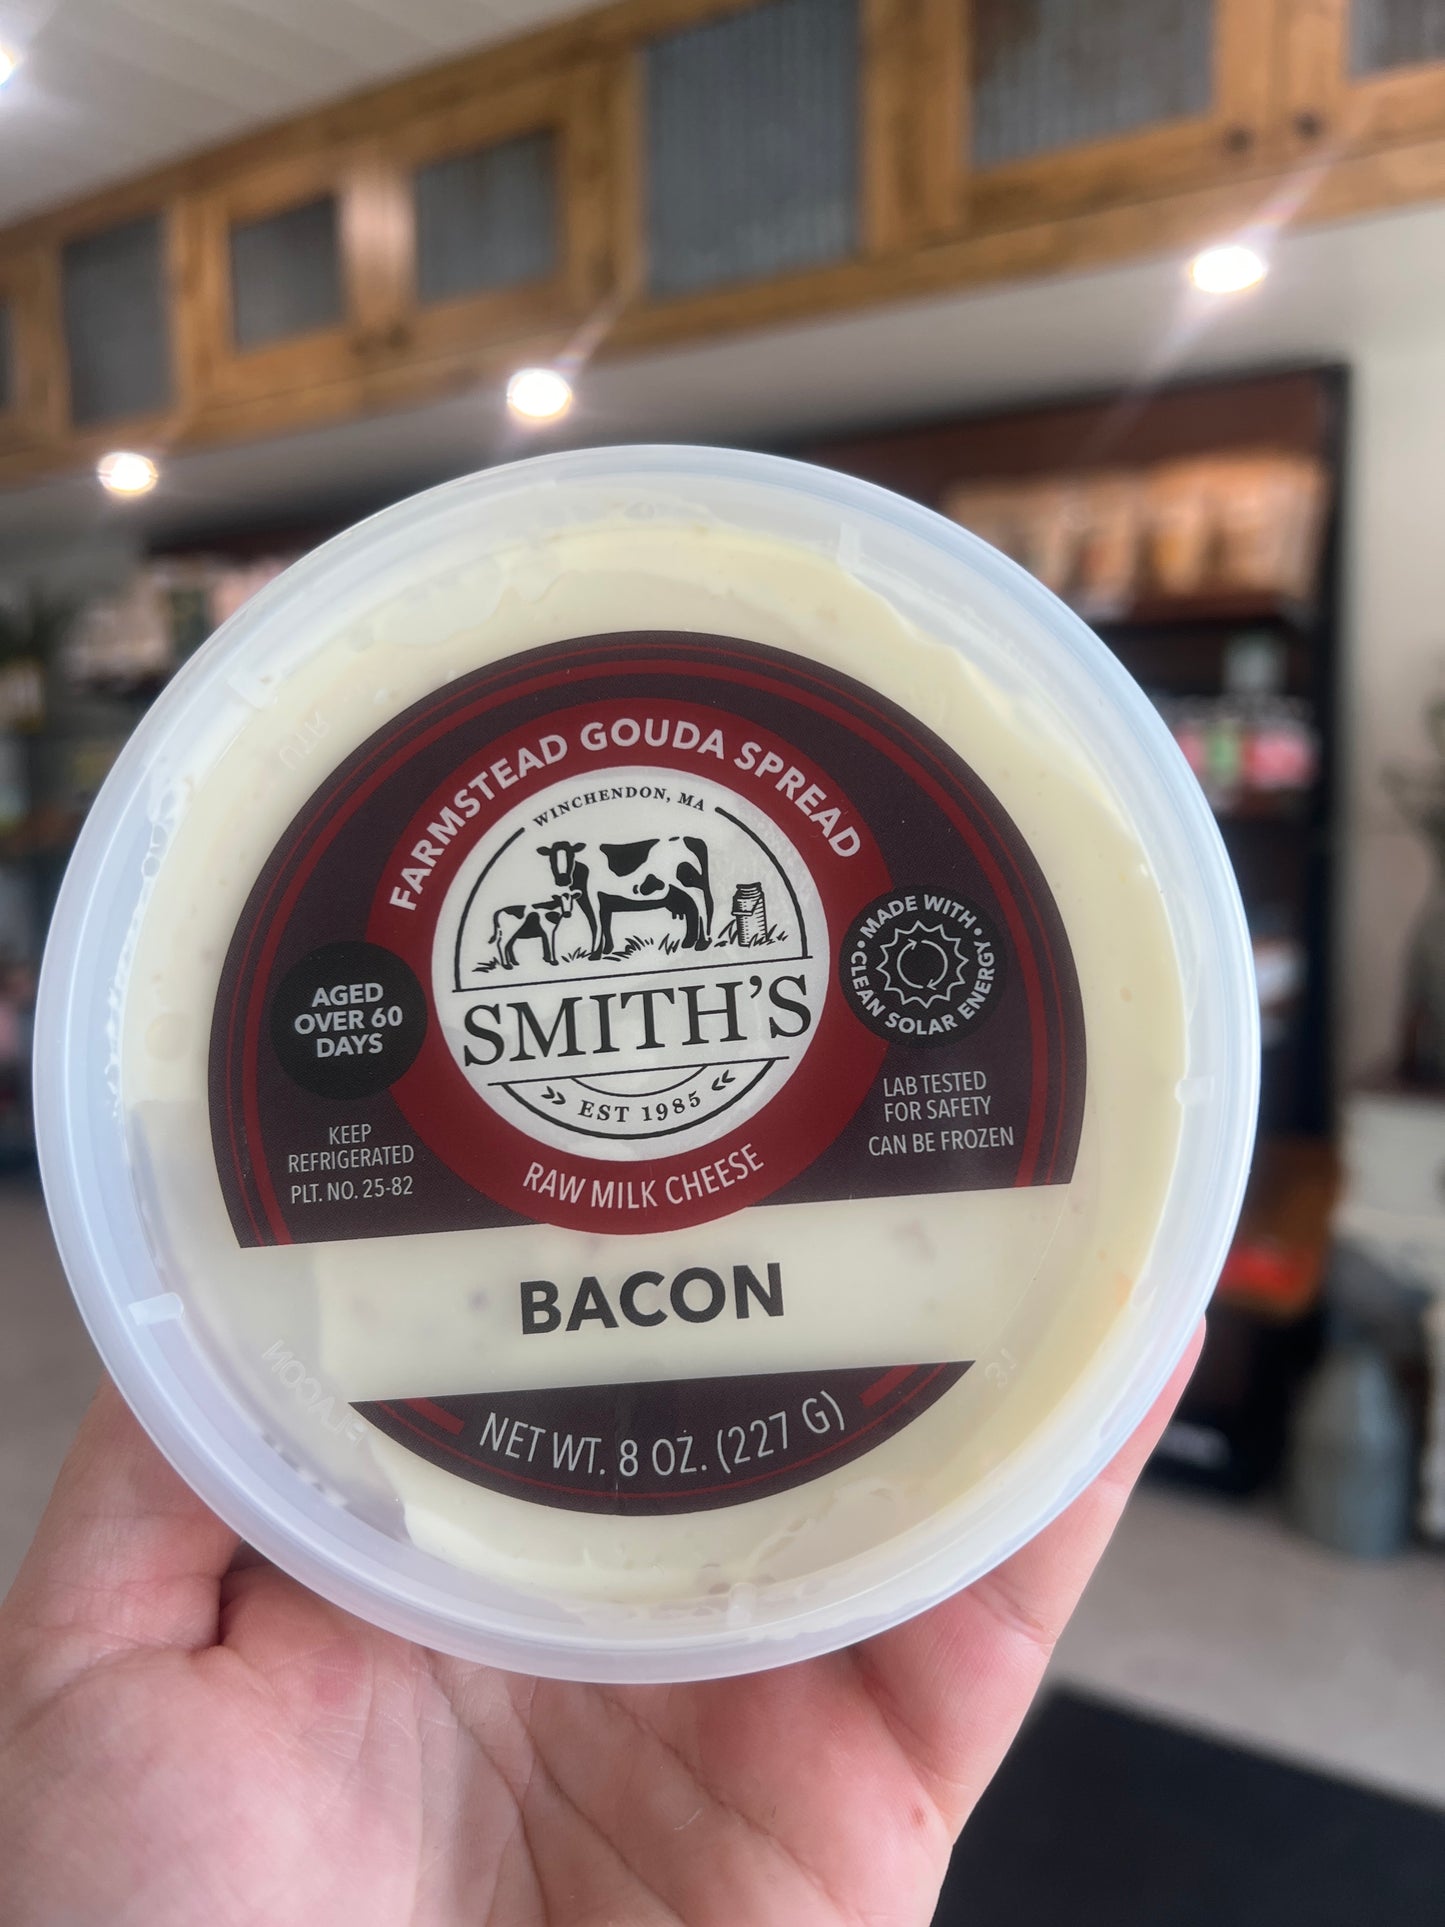 FARMSTEAD GOUDA SPREAD
WINCHENDON, MA
SMITH'S
EST 1985
RAW MILK CHEESE
AGED
OVER 60
DAYS
KEEP
REFRIGERATED
PLT. NO. 25-82
• MADE WITH •
CLEAN SOLAR ENERGY
LAB TESTED
FOR SAFETY
CAN BE FROZEN
BACON
NET WT. 8 OZ. (227 G)